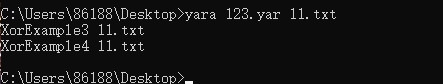 C:\Users\86188\Desktop>yara 123.yar 11.txt
XorExample3 11.txt
XorExample4 11.txt
C:\Users\86188\Desktop>